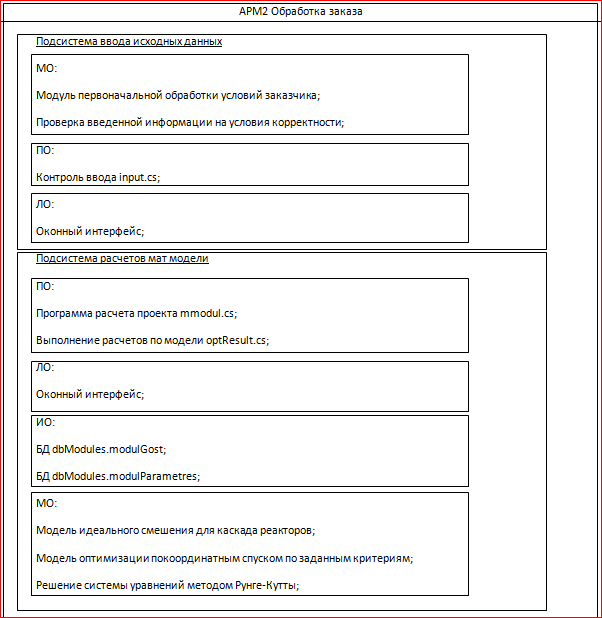 АРМ2 Обработка заказа
Подсистема ввода исходных данных
МО:
Модуль первоначальной обработки условий заказчика;
Проверка введенной информации на условия корректности;
ПО:
Контроль ввода input.cs;
ЛО:
Оконный интерфейс;
Подсистема расчетов мат модели
ПО:
Программа расчета проекта mmodul.cs;
Выполнение расчетов по модели optResult.cs;
ЛО:
Оконный интерфейс;
ИО:
БД dbModules.modulGost;
БД dbModules.modulParametres;
МО:
Модель идеального смешения для каскада реакторов;
Модель оптимизации покоординатным спуском по заданным критериям;
Решение системы уравнений методом Рунге-Кутты;